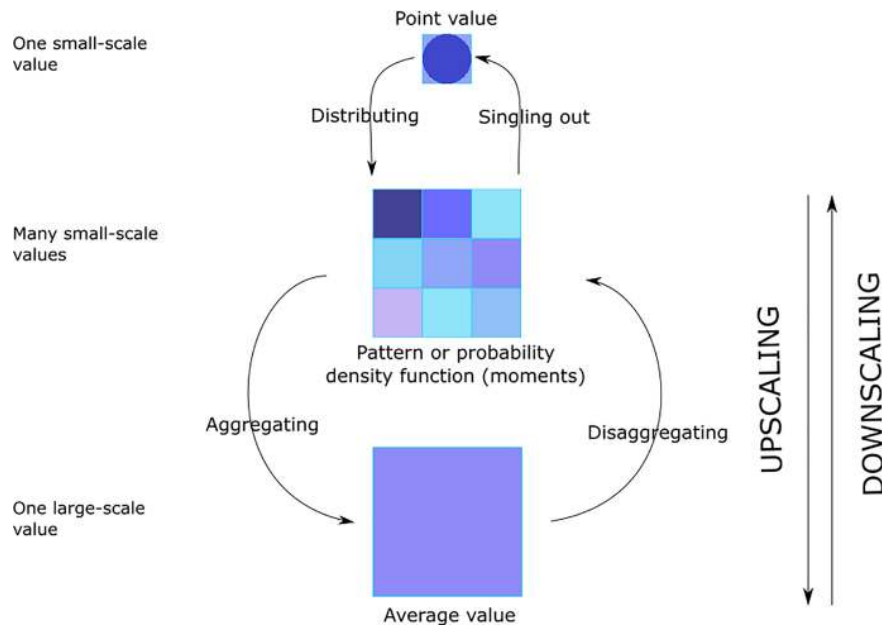 Point value
One small-scale
value
Distributing
Singling out
Many small-scale
values
Pattern or probability
density function (moments)
Aggregating
Disaggregating
One large-scale
value
Average value
UPSCALING
DOWNSCALING